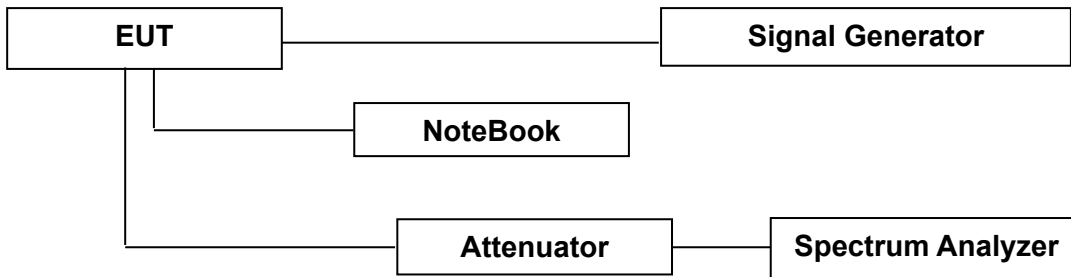 EUT
Signal Generator
NoteBook
Attenuator
Spectrum Analyzer